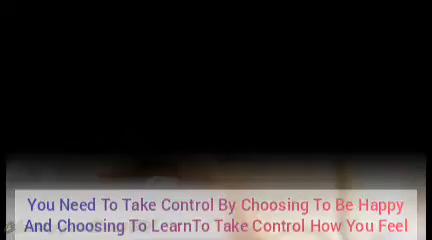 You Need To Take Control By Choosing To Be Happy
And Choosing To LearnTo Take Control How You Feel